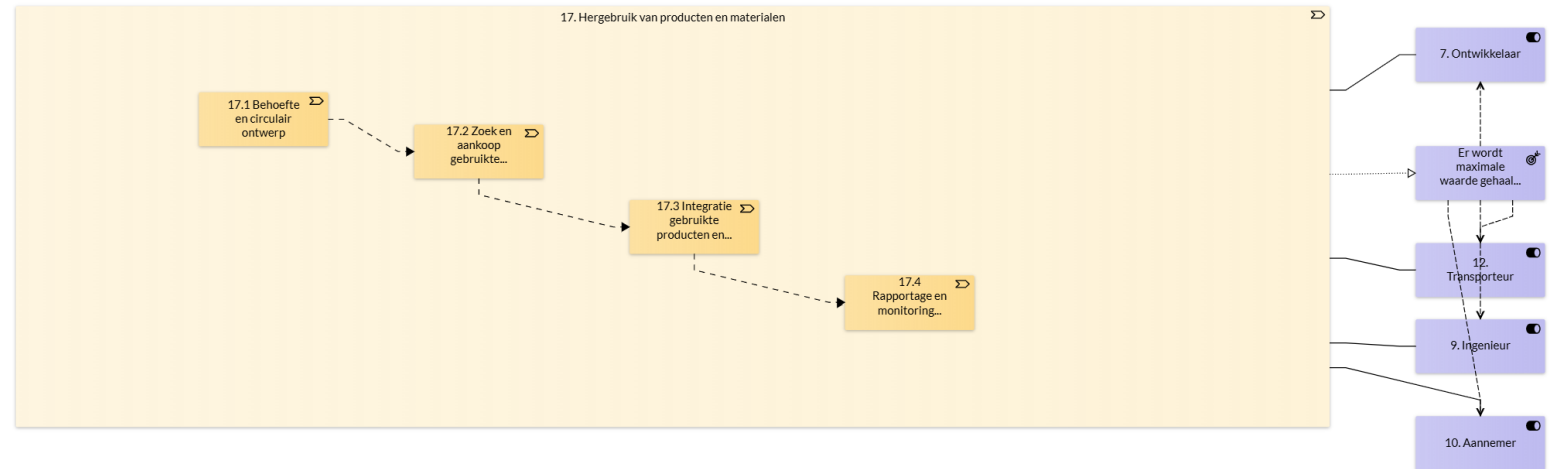 17. Hergebruik van producten en materialen
17.1 Behoefte
en circulair
ontwerp
17.2 Zoek en
aankoop
gebruikte...
17.3 Integratie
gebruikte
producten en...
17.4
Rapportage en
monitoring...
7. Ontwikkelaar
Er wordt
maximale
waarde gehaal...
12.
Transporteur
9. Ingenieur
10. Aannemer